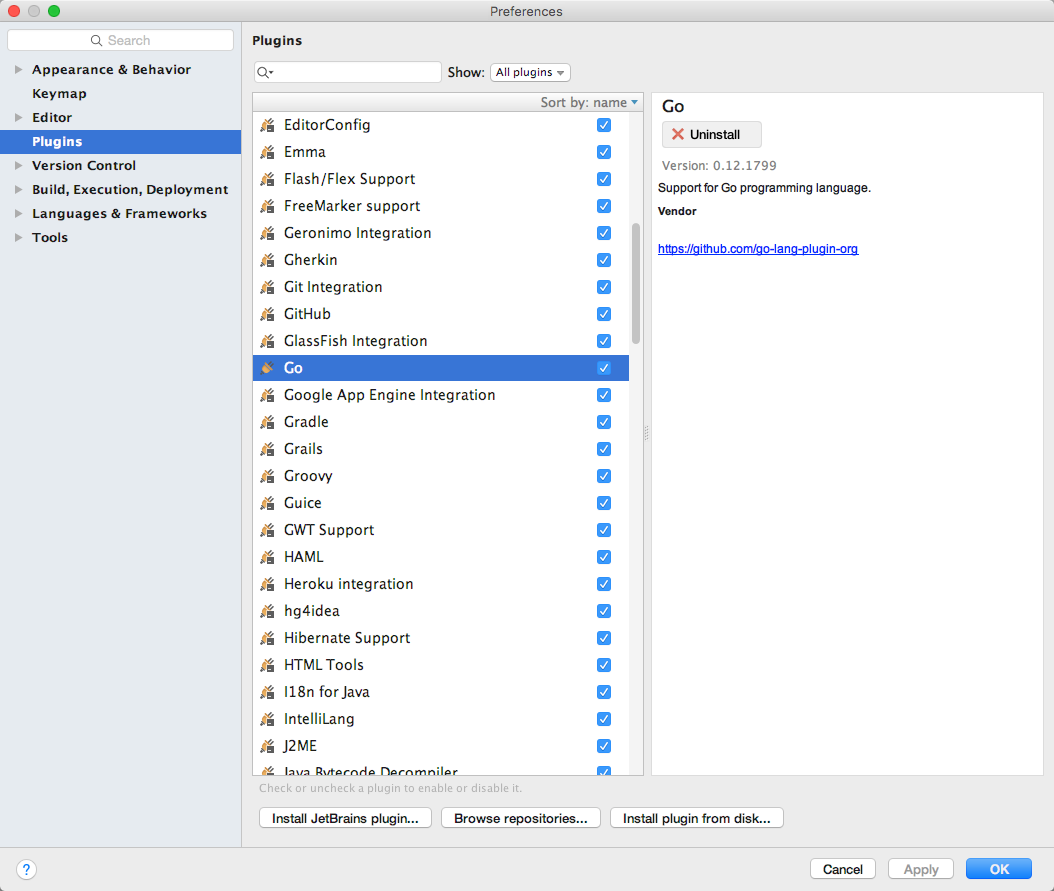 Preferences
Search
Appearance & Behavior
Keymap
Editor
Plugins
Version Control
Build, Execution, Deployment
Languages & Frameworks
Tools
Plugins
Show: All plugins
Sort by: name
EditorConfig
Emma
Flash/Flex Support
FreeMarker support
Geronimo Integration
Gherkin
Git Integration
GitHub
GlassFish Integration
Go
Google App Engine Integration
Gradle
Grails
Groovy
Guice
GWT Support
HAML
Heroku integration
hg4idea
Hibernate Support
HTML Tools
I18n for Java
IntelliLang
J2ME
Java Bytecode Decompiler
Check or uncheck a plugin to enable or disable it.
Install JetBrains plugin... Browse repositories... Install plugin from disk...
Go
Uninstall
Version: 0.12.1799
Support for Go programming language.
Vendor
https://github.com/go-lang-plugin-org
? Cancel Apply OK